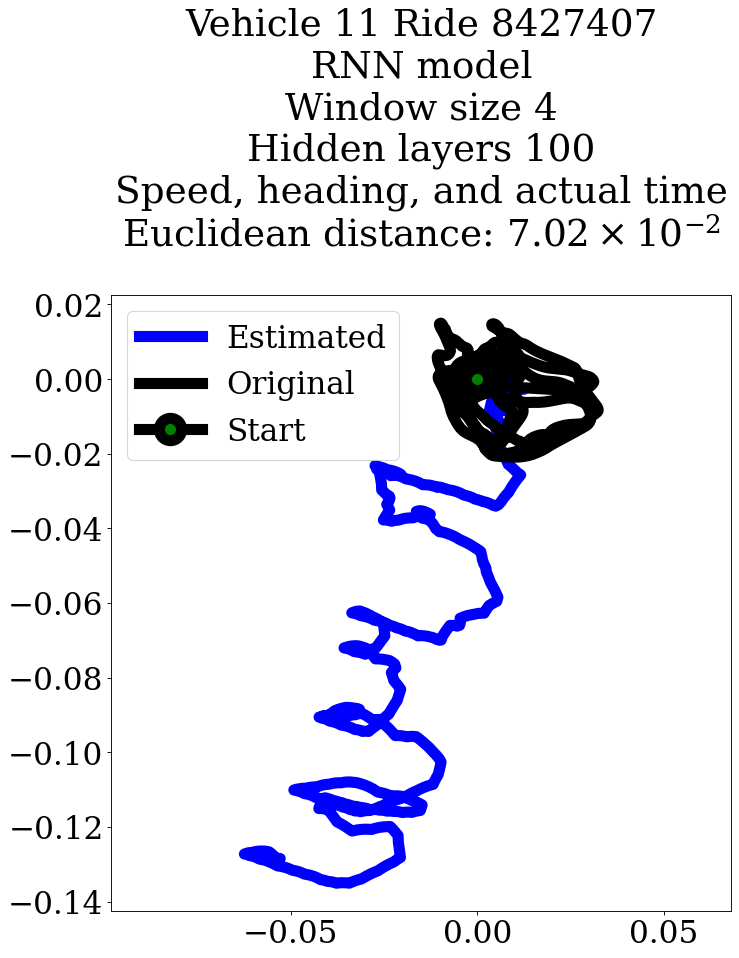 Vehicle 11 Ride 8427407
RNN model
Window size 4
Hidden layers 100
Speed, heading, and actual time
Euclidean distance: 7.02 × 10⁻²
Estimated
Original
Start
0.02
0.00
−0.02
−0.04
−0.06
−0.08
−0.10
−0.12
−0.14
−0.05
0.00
0.05